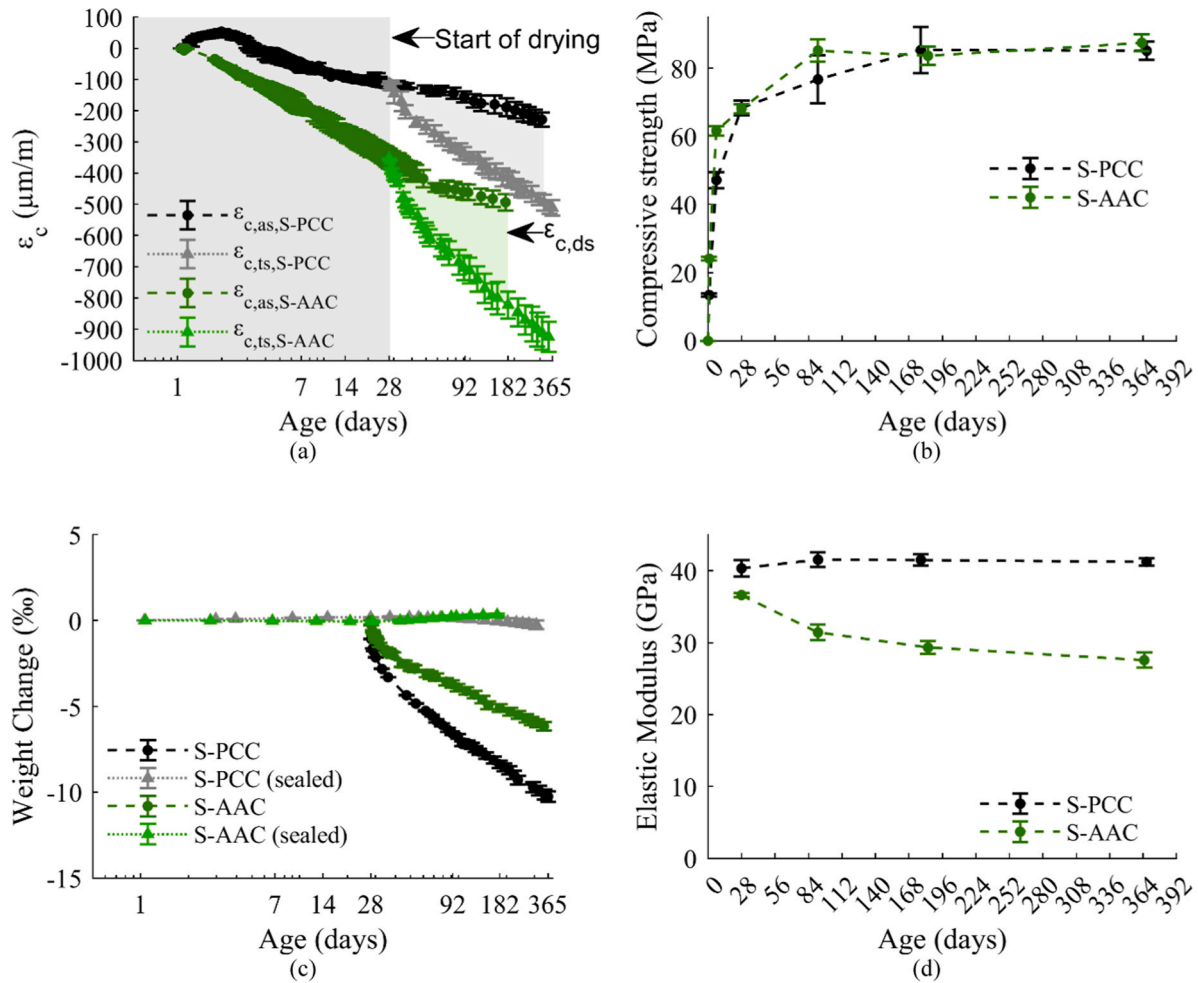 100
0
-100
-200
-300
-400
-500
-600
-700
-800
-900
-1000
εc (μm/m)
Start of drying
εc,ds
εc,as,S-PCC
εc,ts,S-PCC
εc,as,S-AAC
εc,ts,S-AAC
1 7 14 28 92 182 365
Age (days)
(a)
80
60
40
20
0
Compressive strength (MPa)
S-PCC
S-AAC
0 28 56 84 112 140 168 196 224 252 280 308 336 364 392
Age (days)
(b)
5
0
-5
-10
-15
Weight Change (‰)
S-PCC
S-PCC (sealed)
S-AAC
S-AAC (sealed)
1 7 14 28 92 182 365
Age (days)
(c)
40
30
20
10
0
Elastic Modulus (GPa)
S-PCC
S-AAC
0 28 56 84 112 140 168 196 224 252 280 308 336 364 392
Age (days)
(d)